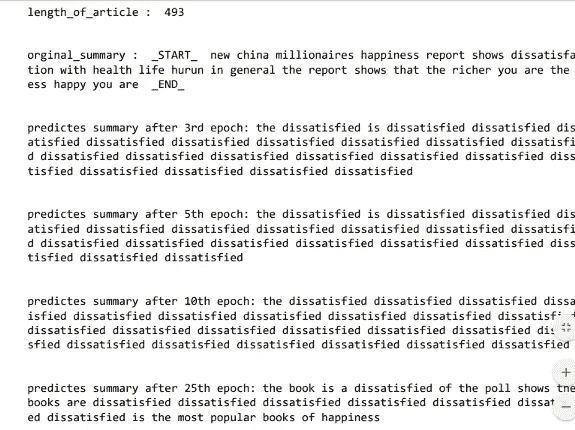 length_of_article :  493
orginal_summary :  _START_  new china millionaires happiness report shows dissatisfa
tion with health life hurun in general the report shows that the richer you are the
ess happy you are  _END_
predictes summary after 3rd epoch: the dissatisfied is dissatisfied dissatisfied dis
atisfied dissatisfied dissatisfied dissatisfied dissatisfied dissatisfied dissatisfi
d dissatisfied dissatisfied dissatisfied dissatisfied dissatisfied dissatisfied diss
tisfied dissatisfied dissatisfied dissatisfied dissatisfied
predictes summary after 5th epoch: the dissatisfied is dissatisfied dissatisfied dis
atisfied dissatisfied dissatisfied dissatisfied dissatisfied dissatisfied dissatisfi
d dissatisfied dissatisfied dissatisfied dissatisfied dissatisfied dissatisfied diss
tisfied dissatisfied dissatisfied
predictes summary after 10th epoch: the dissatisfied dissatisfied dissatisfied dissa
isfied dissatisfied dissatisfied dissatisfied dissatisfied dissatisfied dissatisfi
dissatisfied dissatisfied dissatisfied dissatisfied dissatisfied dissatisfied dis
sfied dissatisfied dissatisfied dissatisfied dissatisfied dissatisfied dissatisfied
predictes summary after 25th epoch: the book is a dissatisfied of the poll shows the
books are dissatisfied dissatisfied dissatisfied dissatisfied dissatisfied dissat
ed dissatisfied is the most popular books of happiness